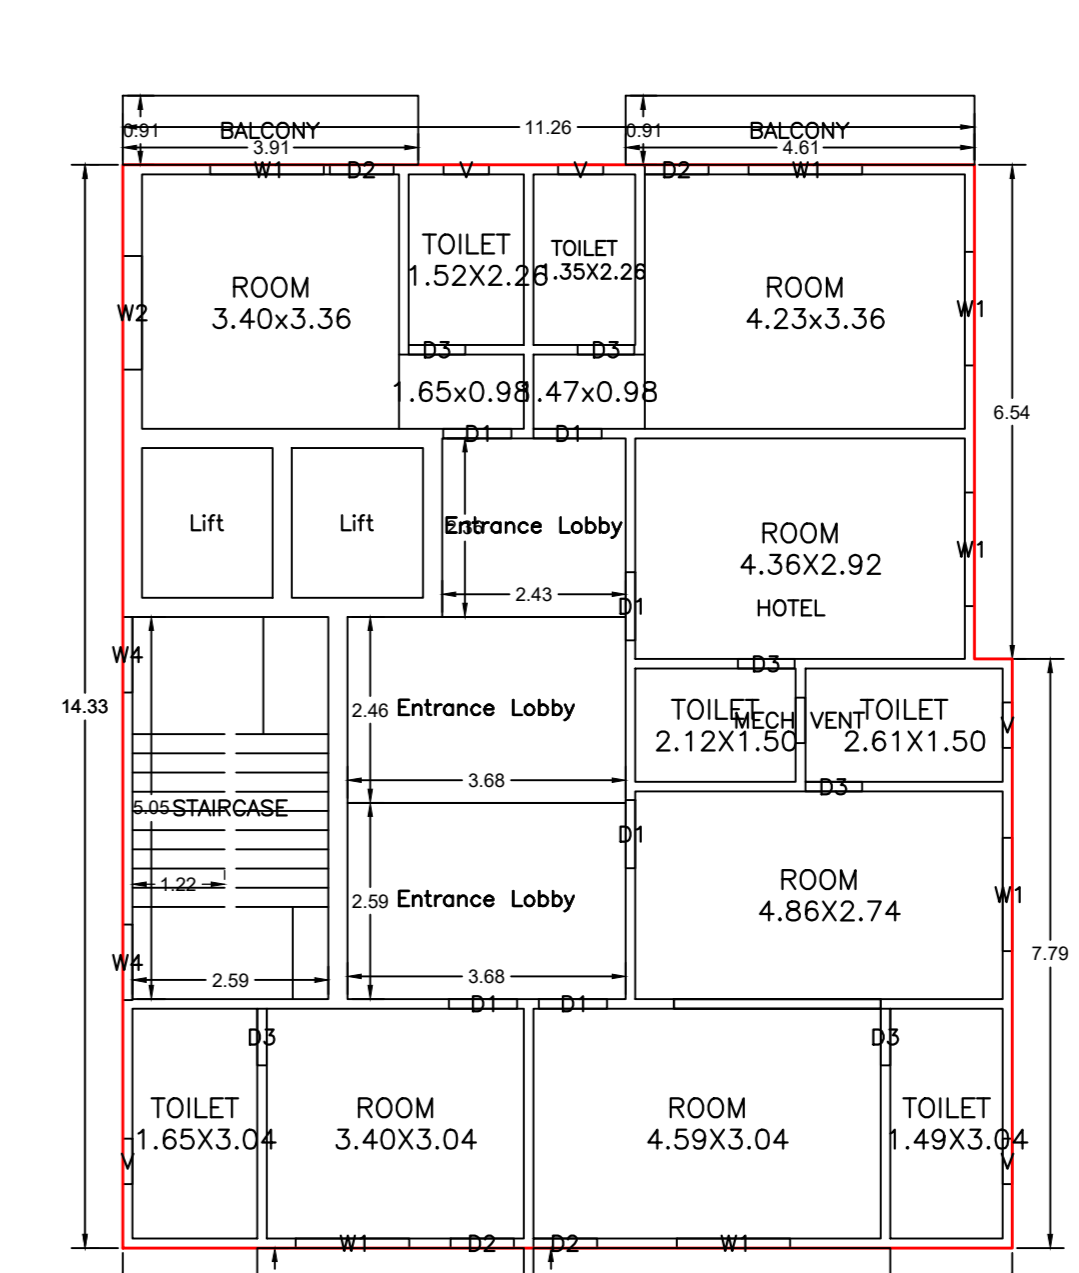 BALCONY
0.91
11.26
3.91
0.91
BALCONY
4.61
W1
D2
V
V
D2
W1
TOILET
1.52X2.26
TOILET
1.35X2.26
ROOM
3.40x3.36
ROOM
4.23x3.36
W2
W1
D3
D3
1.65x0.98
1.47x0.98
6.54
D1
D1
Lift
Lift
Entrance Lobby
2.36
2.43
ROOM
4.36X2.92
HOTEL
W1
D1
W4
D3
14.33
2.46
Entrance Lobby
3.68
TOILET
2.12X1.50
MECH VENT
TOILET
2.61X1.50
V
D3
5.05
STAIRCASE
1.22
D1
ROOM
4.86X2.74
W1
2.59
Entrance Lobby
3.68
7.79
W4
2.59
D1
D1
D3
D3
TOILET
1.65X3.04
ROOM
3.40X3.04
ROOM
4.59X3.04
TOILET
1.49X3.04
V
V
W1
D2
D2
W1